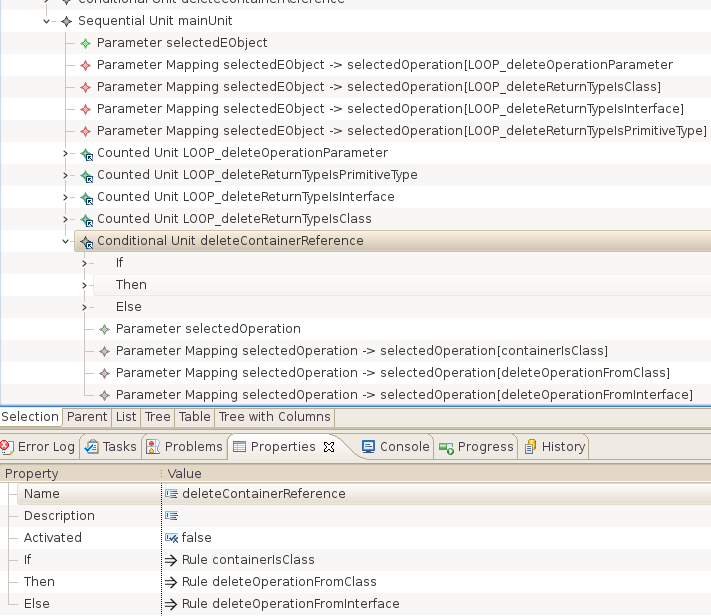 Conditional Unit deleteContainerReference
Sequential Unit mainUnit
Parameter selectedEObject
Parameter Mapping selectedEObject -> selectedOperation[LOOP_deleteOperationParameter
Parameter Mapping selectedEObject -> selectedOperation[LOOP_deleteReturnTypeIsClass]
Parameter Mapping selectedEObject -> selectedOperation[LOOP_deleteReturnTypeIsInterface]
Parameter Mapping selectedEObject -> selectedOperation[LOOP_deleteReturnTypeIsPrimitiveType]
Counted Unit LOOP_deleteOperationParameter
Counted Unit LOOP_deleteReturnTypeIsPrimitiveType
Counted Unit LOOP_deleteReturnTypeIsInterface
Counted Unit LOOP_deleteReturnTypeIsClass
Conditional Unit deleteContainerReference
If
Then
Else
Parameter selectedOperation
Parameter Mapping selectedOperation -> selectedOperation[containerIsClass]
Parameter Mapping selectedOperation -> selectedOperation[deleteOperationFromClass]
Parameter Mapping selectedOperation -> selectedOperation[deleteOperationFromInterface]
Selection Parent List Tree Table Tree with Columns
Error Log Tasks Problems Properties Console Progress History
Property Value
Name deleteContainerReference
Description
Activated false
If Rule containerIsClass
Then Rule deleteOperationFromClass
Else Rule deleteOperationFromInterface